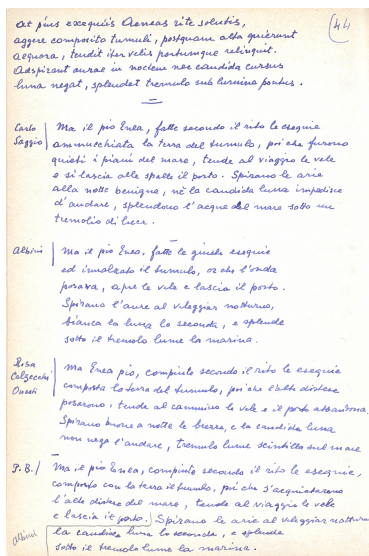 44
at pius exequiis Aeneas rite solutis,
aggere composito tumuli, postquam alta quierunt
aequora, tendit iter velis portumque relinquit.
Adspirant aurae in noctem nec candida cursus
luna negat, splendet tremulo sub lumine pontus.
Carlo Saggio
Ma il pio Enea, fatte secondo il rito le esequie
ammucchiata la terra del tumulo, poi che furono
quieti i piani del mare, tende al viaggio le vele
e si lascia alle spalle il porto. Spirano le arie
alla notte benigne, nè la candida luna impedisce
d'andare, splendono l'acque del mare sotto un
tremolio di luce.
Albini
Ma il pio Enea, fatte le giuste esequie
ed innalzato il tumulo, or che l'onda
posava, apre le vele e lascia il porto.
Spirano l'aure al veleggiar notturno,
bianca la luna lo seconda, e splende
sotto il tremolo lume la marina.
Rosa Calzecchi Onesti
Ma Enea pio, compiute secondo il rito le esequie
composta la terra del tumulo, poi che l'alte distese
posarono, tende al cammino le vele e il porto abbandona.
Spirano buone a notte le brezze, e la candida luna
non nega l'andare, tremulo lume scintilla sul mare
P. B.
Ma il pio Enea, compiute secondo il rito le esequie,
composto con la terra il tumulo, poi che s'acquietarono
l'alte distese del mare, tende al viaggio le vele
e lascia il porto. Spirano le arie al viaggiar notturno
albini
la candida luna lo seconda, e splende
sotto il tremolo lume la marina.